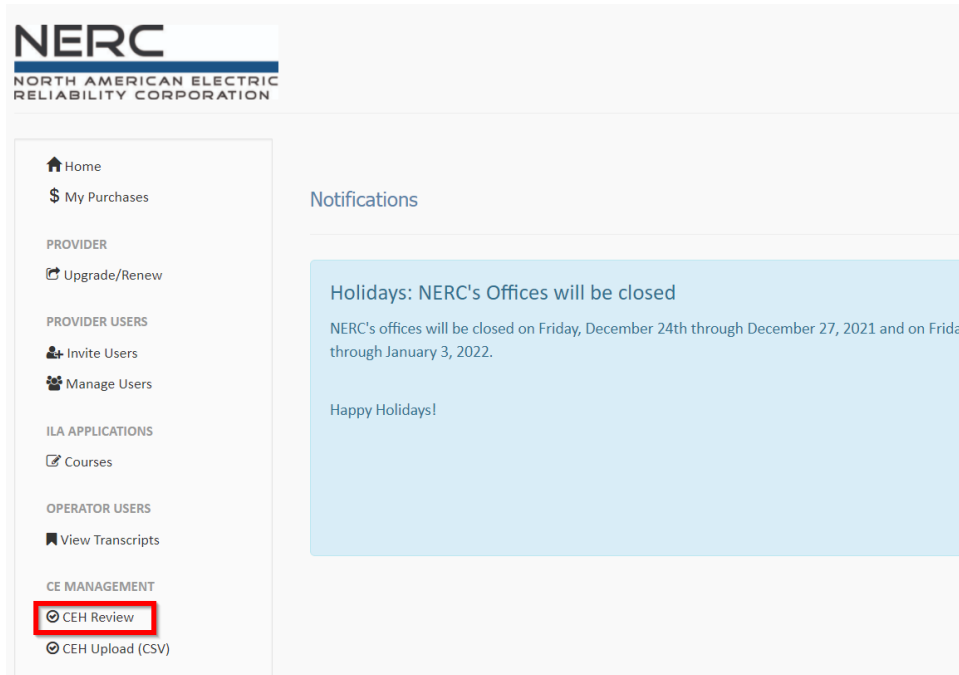 NERC
NORTH AMERICAN ELECTRIC
RELIABILITY CORPORATION
Home
$ My Purchases
PROVIDER
Upgrade/Renew
PROVIDER USERS
Invite Users
Manage Users
ILA APPLICATIONS
Courses
OPERATOR USERS
View Transcripts
CE MANAGEMENT
CEH Review
CEH Upload (CSV)
Notifications
Holidays: NERC's Offices will be closed
NERC's offices will be closed on Friday, December 24th through December 27, 2021 and on Frida
through January 3, 2022.
Happy Holidays!